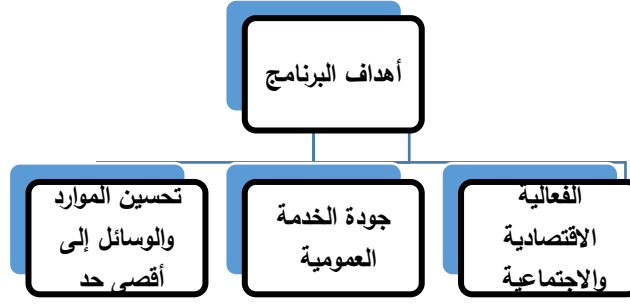 أهداف البرنامج
الفعالية
الاقتصادية
والاجتماعية
جودة الخدمة
العمومية
تحسين الموارد
والوسائل إلى
أقصى حد